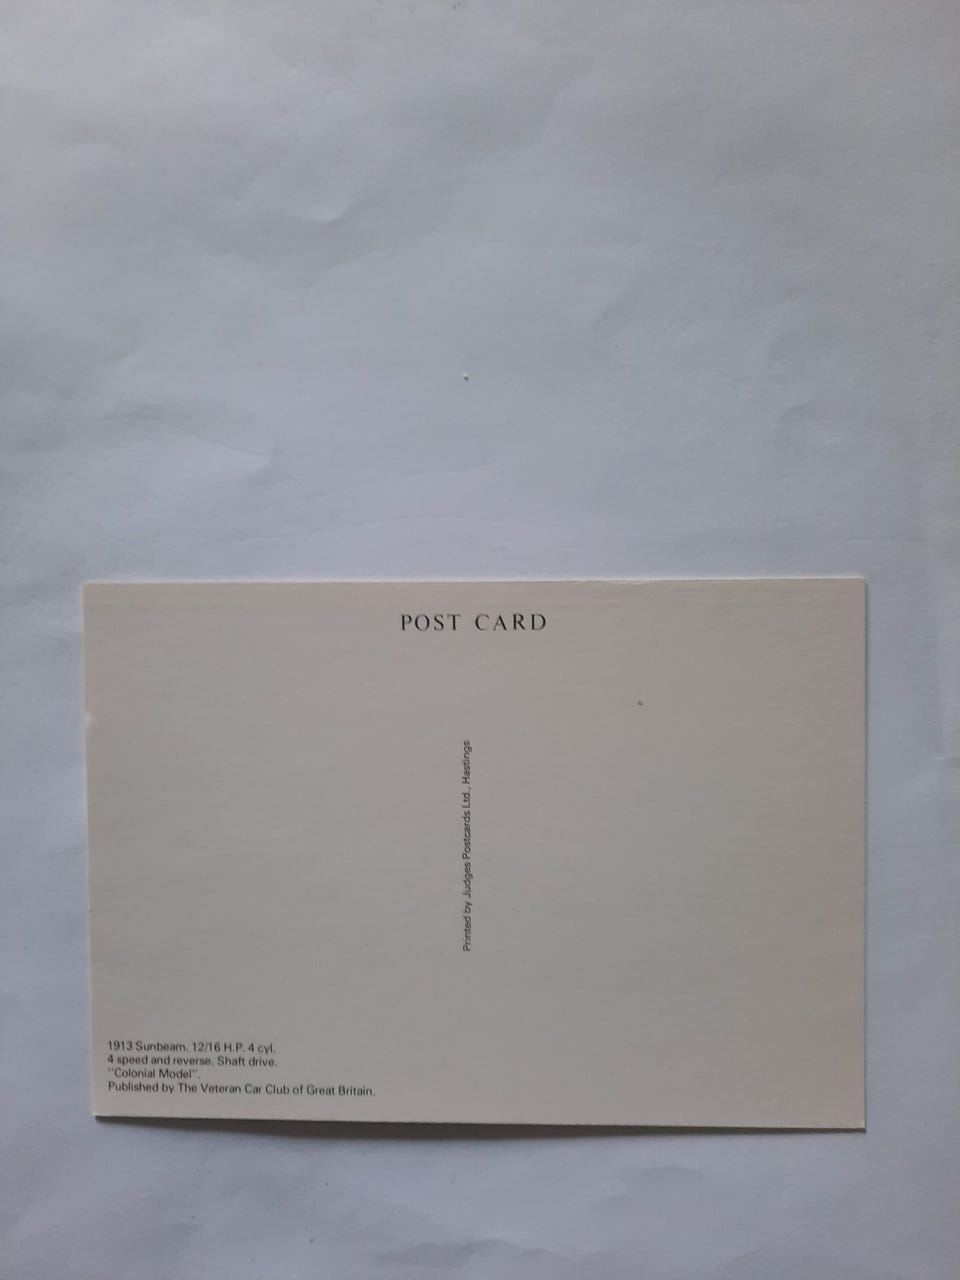 POST CARD
Printed by Judges Postcards Ltd., Hastings
1913 Sunbeam. 12/16 H.P. 4 cyl.
4 speed and reverse. Shaft drive.
"Colonial Model".
Published by The Veteran Car Club of Great Britain.